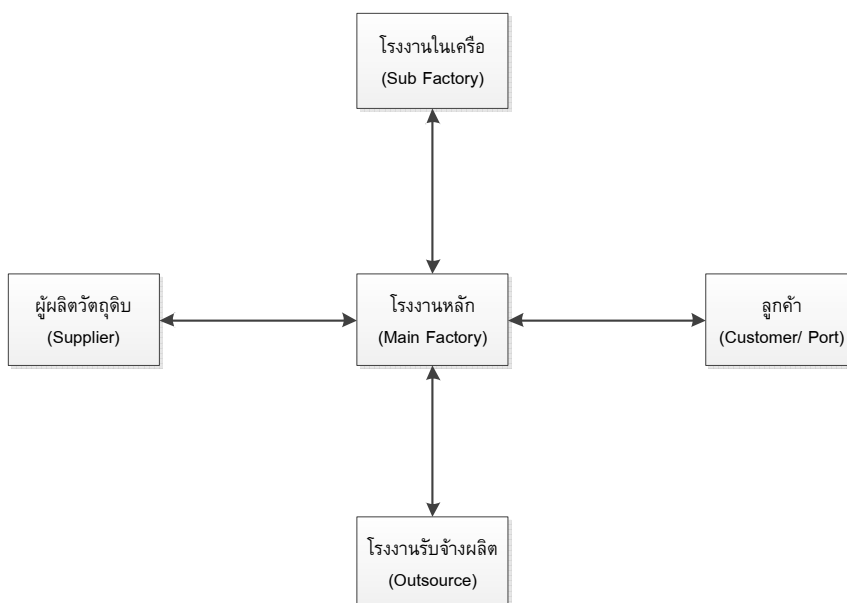 โรงงานในเครือ
(Sub Factory)
ผู้ผลิตวัตถุดิบ
(Supplier)
โรงงานหลัก
(Main Factory)
ลูกค้า
(Customer/ Port)
โรงงานรับจ้างผลิต
(Outsource)